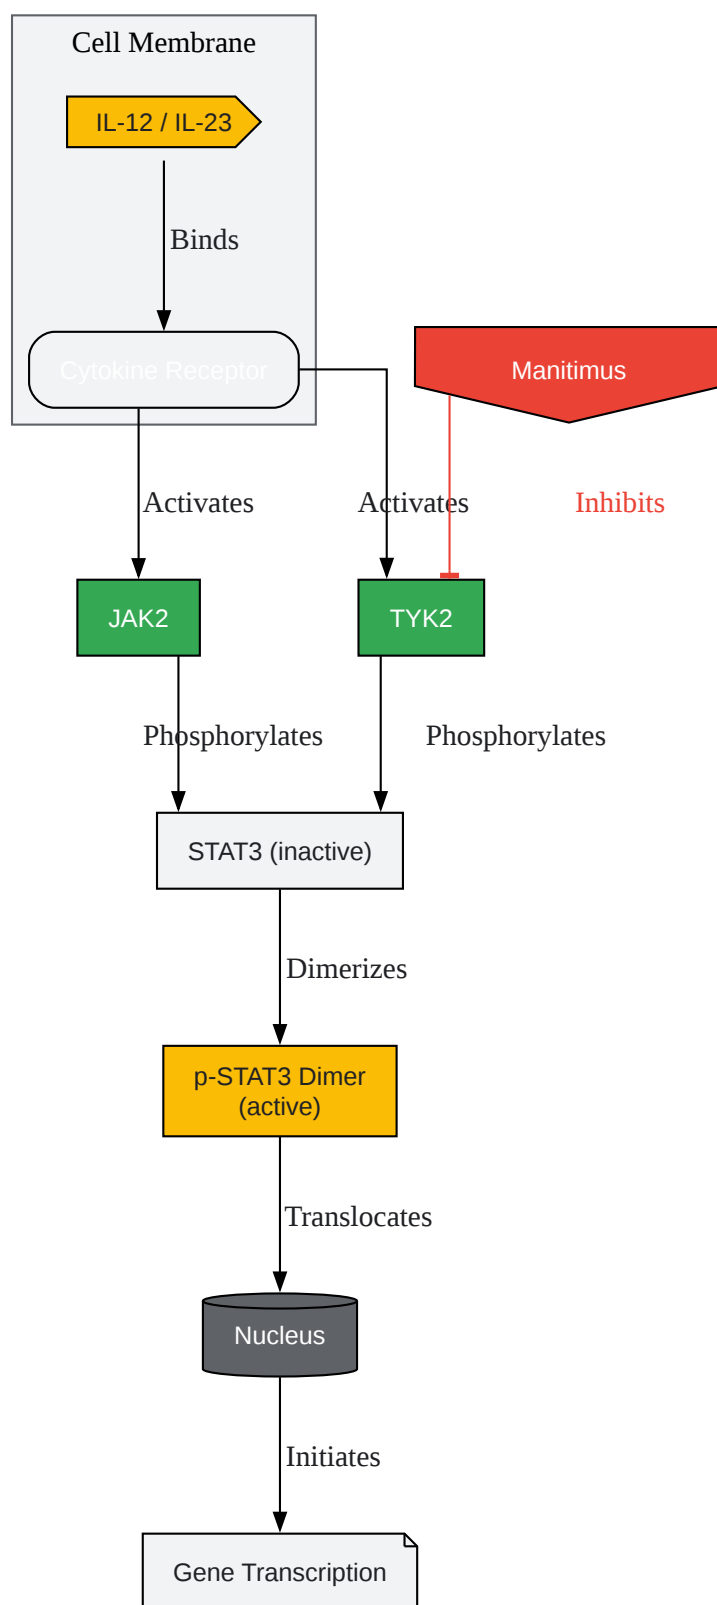 Cell Membrane
IL-12 / IL-23
Binds
Cytokine Receptor
Manitimus
Activates
Activates
Inhibits
JAK2
TYK2
Phosphorylates
Phosphorylates
STAT3 (inactive)
Dimerizes
p-STAT3 Dimer
(active)
Translocates
Nucleus
Initiates
Gene Transcription